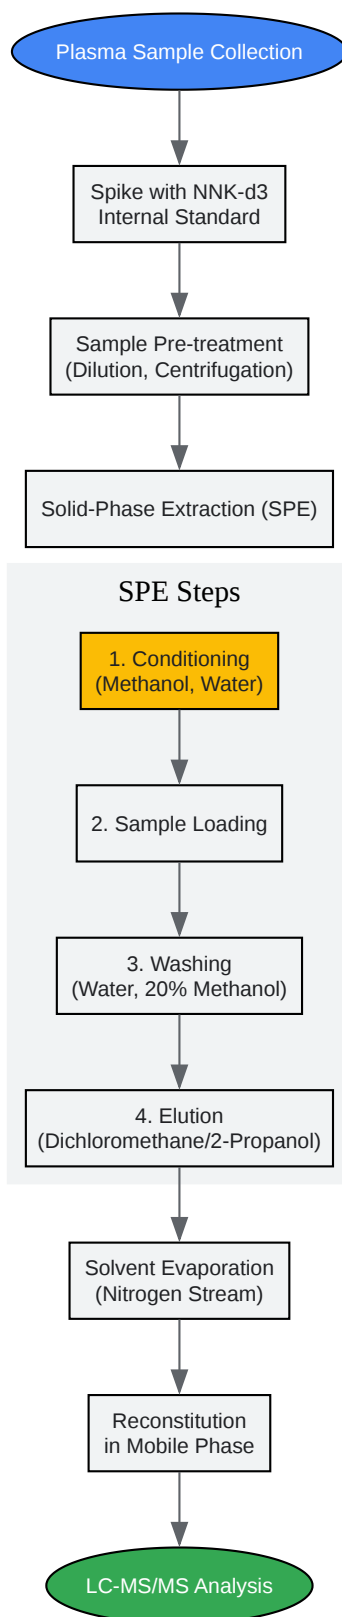 Plasma Sample Collection
Spike with NNK-d3
Internal Standard
Sample Pre-treatment
(Dilution, Centrifugation)
Solid-Phase Extraction (SPE)
SPE Steps
1. Conditioning
(Methanol, Water)
2. Sample Loading
3. Washing
(Water, 20% Methanol)
4. Elution
(Dichloromethane/2-Propanol)
Solvent Evaporation
(Nitrogen Stream)
Reconstitution
in Mobile Phase
LC-MS/MS Analysis